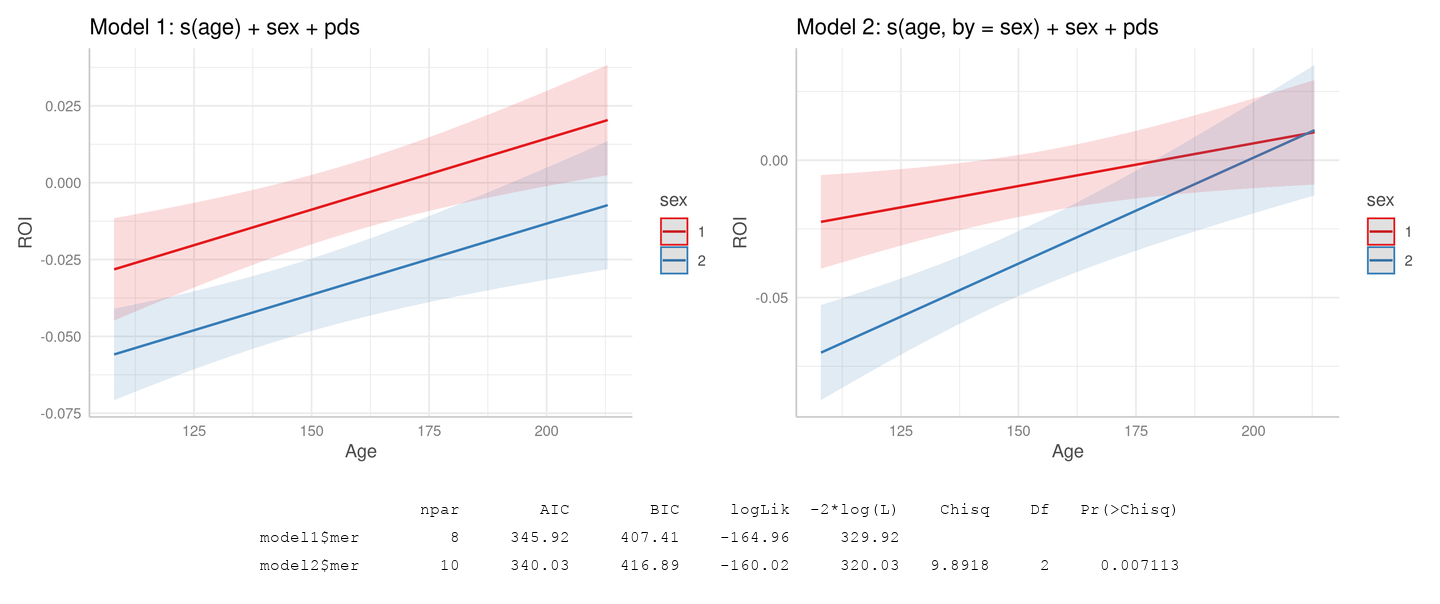 Model 1: s(age) + sex + pds
0.025
0.000
-0.025
-0.050
-0.075
ROI
125 150 175 200
Age
sex
1
2
Model 2: s(age, by = sex) + sex + pds
0.00
-0.05
ROI
125 150 175 200
Age
sex
1
2
npar AIC BIC logLik -2*log(L) Chisq Df Pr(>Chisq)
model1$mer 8 345.92 407.41 -164.96 329.92
model2$mer 10 340.03 416.89 -160.02 320.03 9.8918 2 0.007113